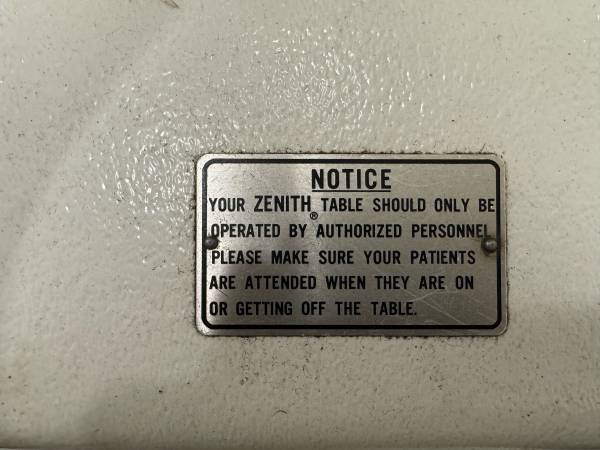 NOTICE
YOUR ZENITH® TABLE SHOULD ONLY BE
OPERATED BY AUTHORIZED PERSONNEL
PLEASE MAKE SURE YOUR PATIENTS
ARE ATTENDED WHEN THEY ARE ON
OR GETTING OFF THE TABLE.